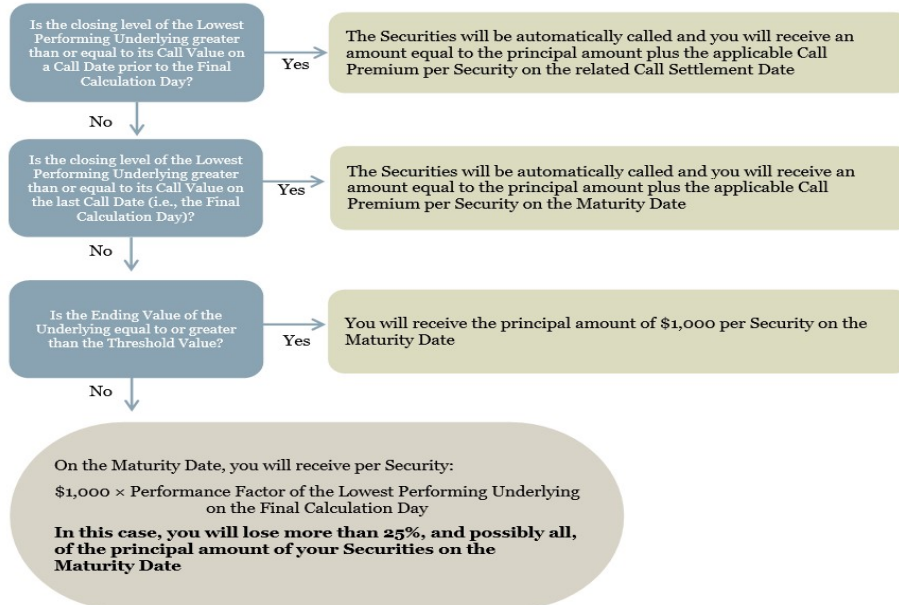 Is the closing level of the Lowest
Performing Underlying greater
than or equal to its Call Value on
a Call Date prior to the Final
Calculation Day?
Yes
The Securities will be automatically called and you will receive an
amount equal to the principal amount plus the applicable Call
Premium per Security on the related Call Settlement Date
No
Is the closing level of the Lowest
Performing Underlying greater
than or equal to its Call Value on
the last Call Date (i.e., the Final
Calculation Day)?
Yes
The Securities will be automatically called and you will receive an
amount equal to the principal amount plus the applicable Call
Premium per Security on the Maturity Date
No
Is the Ending Value of the
Underlying equal to or greater
than the Threshold Value?
Yes
You will receive the principal amount of $1,000 per Security on the
Maturity Date
No
On the Maturity Date, you will receive per Security:
$1,000 × Performance Factor of the Lowest Performing Underlying
on the Final Calculation Day
In this case, you will lose more than 25%, and possibly all,
of the principal amount of your Securities on the
Maturity Date